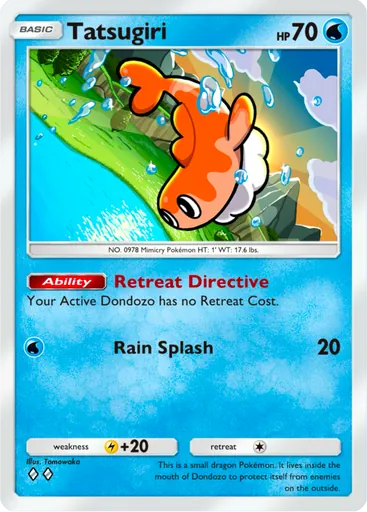 BASIC Tatsugiri HP 70
NO. 0978 Mimicry Pokémon HT: 1' WT: 17.6 lbs.
Ability Retreat Directive
Your Active Dondozo has no Retreat Cost.
Rain Splash 20
weakness +20 retreat
Illus. Tomowaka
This is a small dragon Pokémon. It lives inside the
mouth of Dondozo to protect itself from enemies
on the outside.